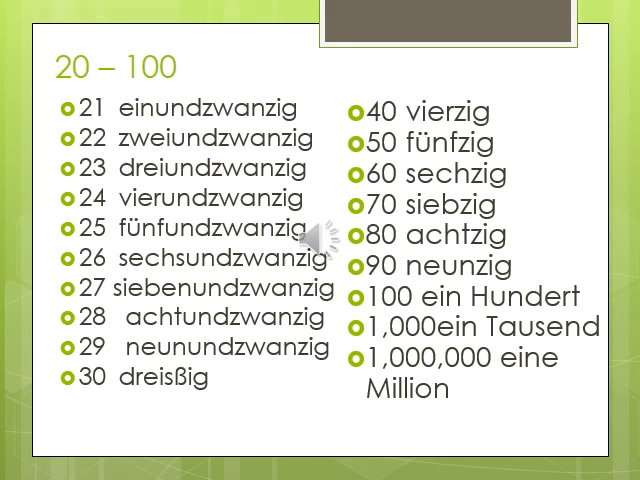 20 – 100
21 einundzwanzig
22 zweiundzwanzig
23 dreiundzwanzig
24 vierundzwanzig
25 fünfundzwanzig
26 sechsundzwanzig
27 siebenundzwanzig
28 achtundzwanzig
29 neunundzwanzig
30 dreisßig
40 vierzig
50 fünfzig
60 sechzig
70 siebzig
80 achtzig
90 neunzig
100 ein Hundert
1,000ein Tausend
1,000,000 eine
Million